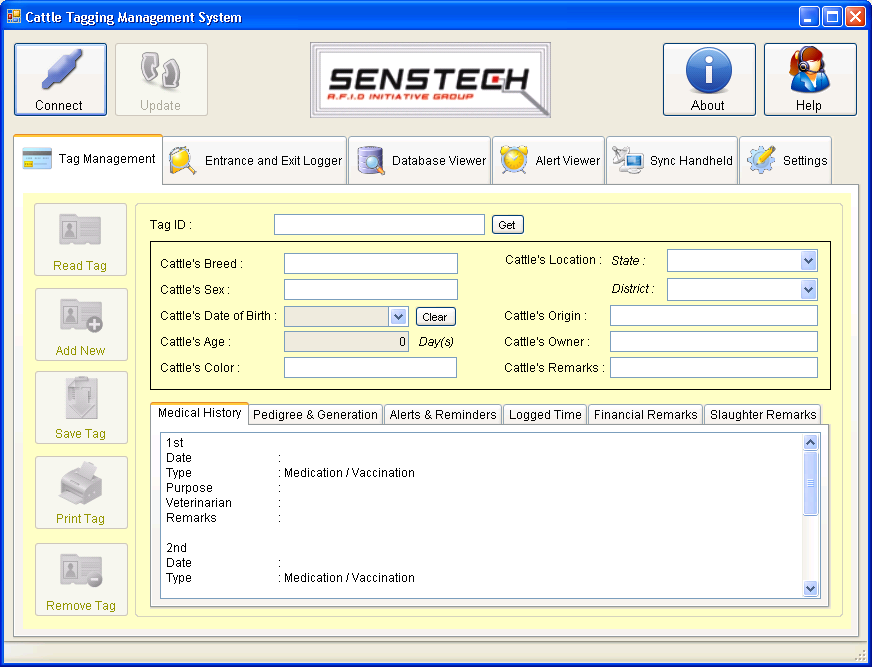 Cattle Tagging Management System
Connect
Update
SENSTECH
R.F.I.D INITIATIVE GROUP
About
Help
Tag Management
Entrance and Exit Logger
Database Viewer
Alert Viewer
Sync Handheld
Settings
Read Tag
Add New
Save Tag
Print Tag
Remove Tag
Tag ID :
Get
Cattle's Breed :
Cattle's Location : State :
Cattle's Sex :
District :
Cattle's Date of Birth :
Clear
Cattle's Origin :
Cattle's Age : 0 Day(s)
Cattle's Owner :
Cattle's Color :
Cattle's Remarks :
Medical History
Pedigree & Generation
Alerts & Reminders
Logged Time
Financial Remarks
Slaughter Remarks
1st
Date :
Type : Medication / Vaccination
Purpose :
Veterinarian :
Remarks :
2nd
Date :
Type : Medication / Vaccination